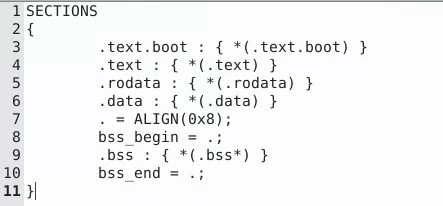 1 SECTIONS
2 {
3 .text.boot : { *(.text.boot) }
4 .text : { *(.text) }
5 .rodata : { *(.rodata) }
6 .data : { *(.data) }
7 . = ALIGN(0x8);
8 bss_begin = .;
9 .bss : { *(.bss*) }
10 bss_end = .;
11 }